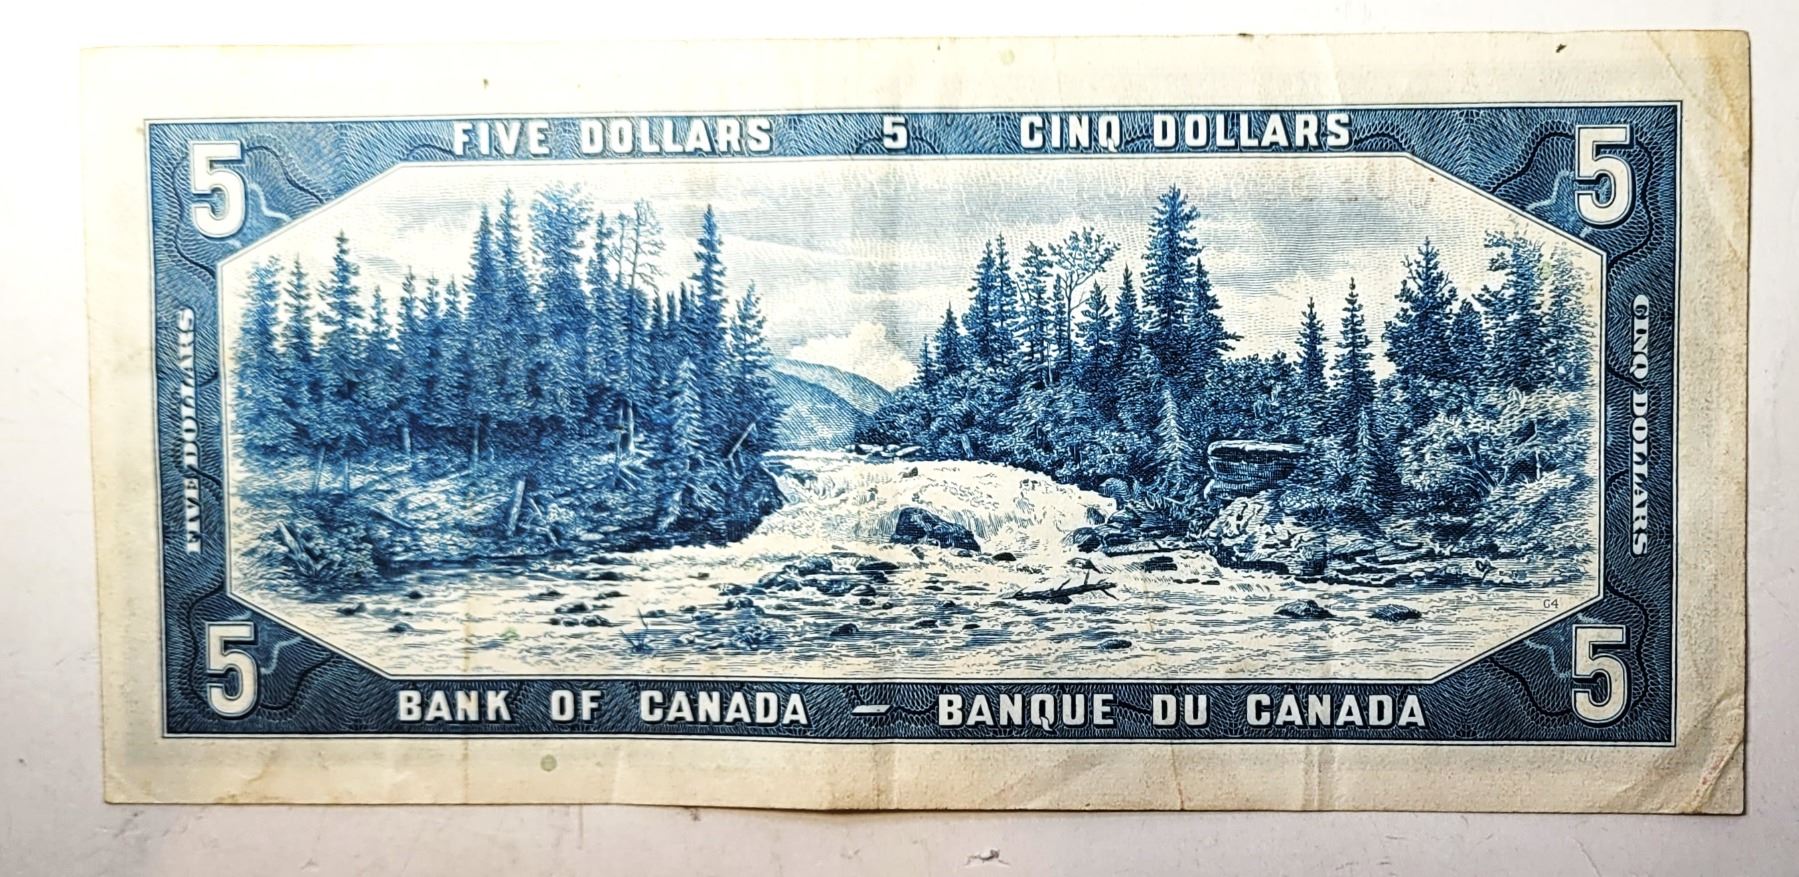 FIVE DOLLARS 5 CINQ DOLLARS
5 5
FIVE DOLLARS
CINQ DOLLARS
G4
5 5
BANK OF CANADA — BANQUE DU CANADA